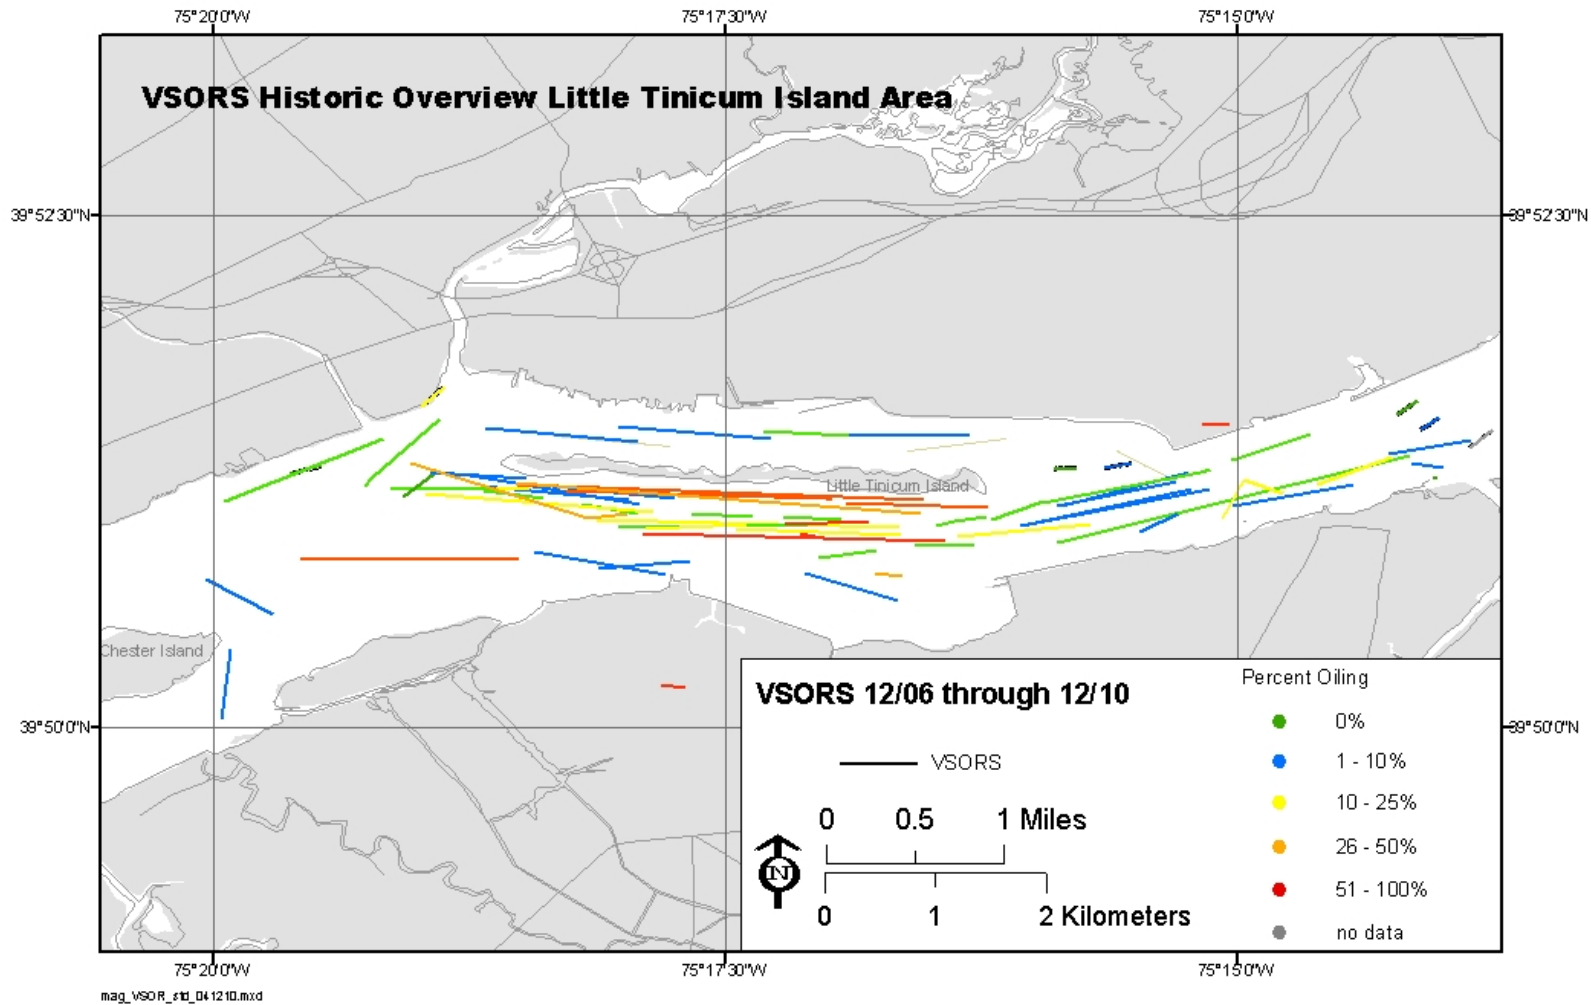 75°20'0"W 75°17'30"W 75°15'0"W
VSORS Historic Overview Little Tinicum Island Area
39°52'30"N 39°52'30"N
Little Tinicum Island
Chester Island
39°50'0"N 39°50'0"N
VSORS 12/06 through 12/10
VSORS
0 0.5 1 Miles
N
0 1 2 Kilometers
Percent Oiling
0%
1 - 10%
10 - 25%
26 - 50%
51 - 100%
no data
75°20'0"W 75°17'30"W 75°15'0"W
mag_VSOR_std_041210.mxd